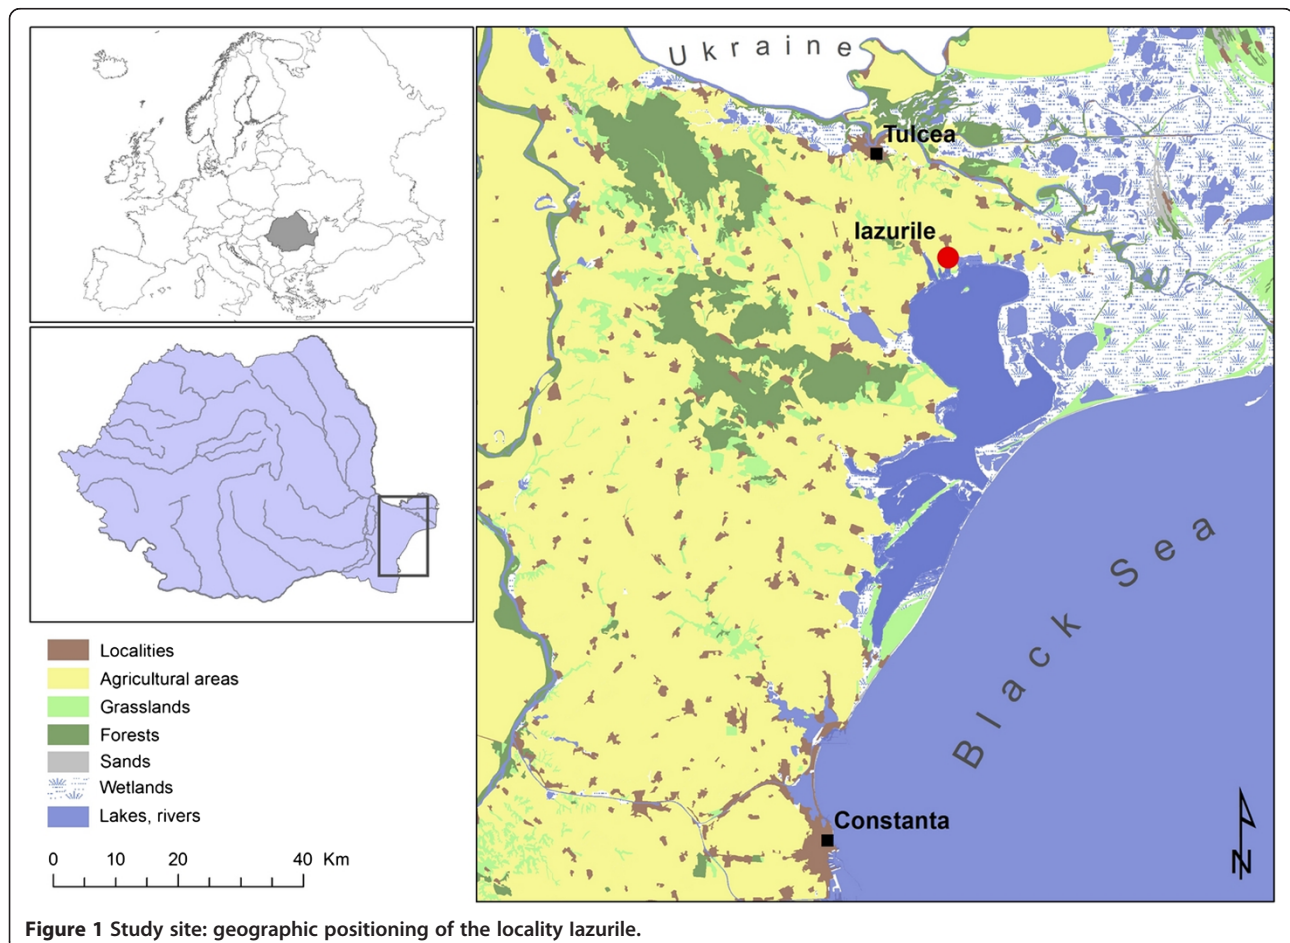 Ukraine
Tulcea
Iazurile
Black Sea
Constanta
N
Localities
Agricultural areas
Grasslands
Forests
Sands
Wetlands
Lakes, rivers
0 10 20 40 Km
Figure 1 Study site: geographic positioning of the locality Iazurile.